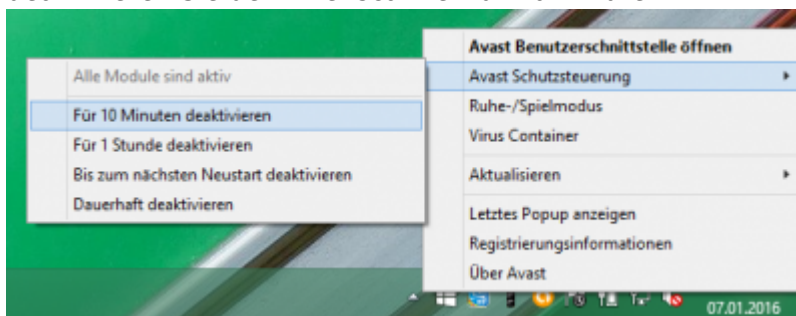 Avast Benutzerschnittstelle öffnen
Avast Schutzsteuerung
Ruhe-/Spielmodus
Virus Container
Aktualisieren
Letztes Popup anzeigen
Registrierungsinformationen
Über Avast
Alle Module sind aktiv
Für 10 Minuten deaktivieren
Für 1 Stunde deaktivieren
Bis zum nächsten Neustart deaktivieren
Dauerhaft deaktivieren
07.01.2016